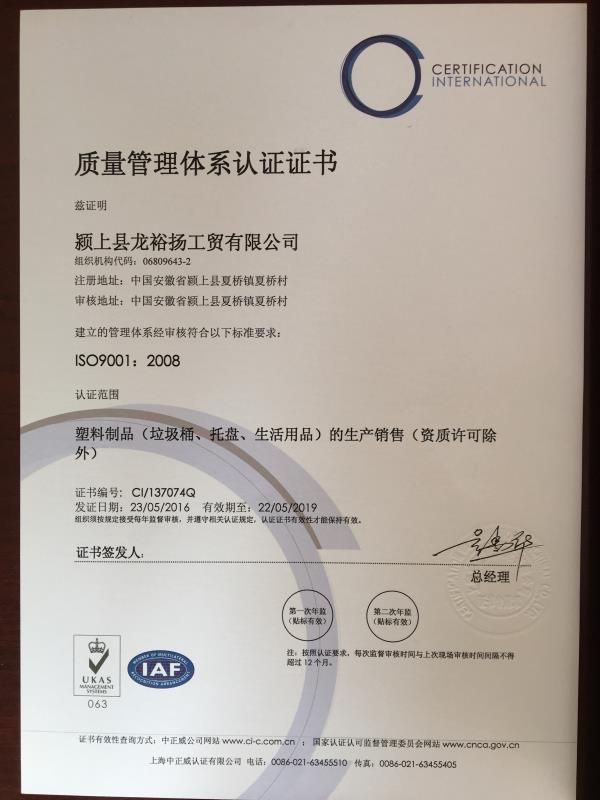 CERTIFICATION
INTERNATIONAL
质量管理体系认证证书
兹证明
颍上县龙裕扬工贸有限公司
组织机构代码：06809643-2
注册地址：中国安徽省颍上县夏桥镇夏桥村
审核地址：中国安徽省颍上县夏桥镇夏桥村
建立的管理体系经审核符合以下标准要求：
ISO9001：2008
认证范围
塑料制品（垃圾桶、托盘、生活用品）的生产销售（资质许可除
外）
证书编号: CI/137074Q
发证日期：23/05/2016 有效期至：22/05/2019
组织须按规定接受每年监督审核，并遵守相关认证规定，认证证书有效性才能保持有效。
证书签发人:
总经理
第一次年监
（贴标有效）
第二次年监
（贴标有效）
注：按照认证要求，每次监督审核时间与上次现场审核时间间隔不得
超过 12 个月。
UKAS
MANAGEMENT
SYSTEMS
063
MEMBER OF MULTILATERAL
IAF
RECOGNITION ARRANGEMENT
证书有效性查询方式：中正威公司网站 www.ci-c.com.cn ；国家认证认可监督管理委员会网站 www.cnca.gov.cn
上海中正威认证有限公司 电话：0086-021-63455510 传真：0086-021-63455405